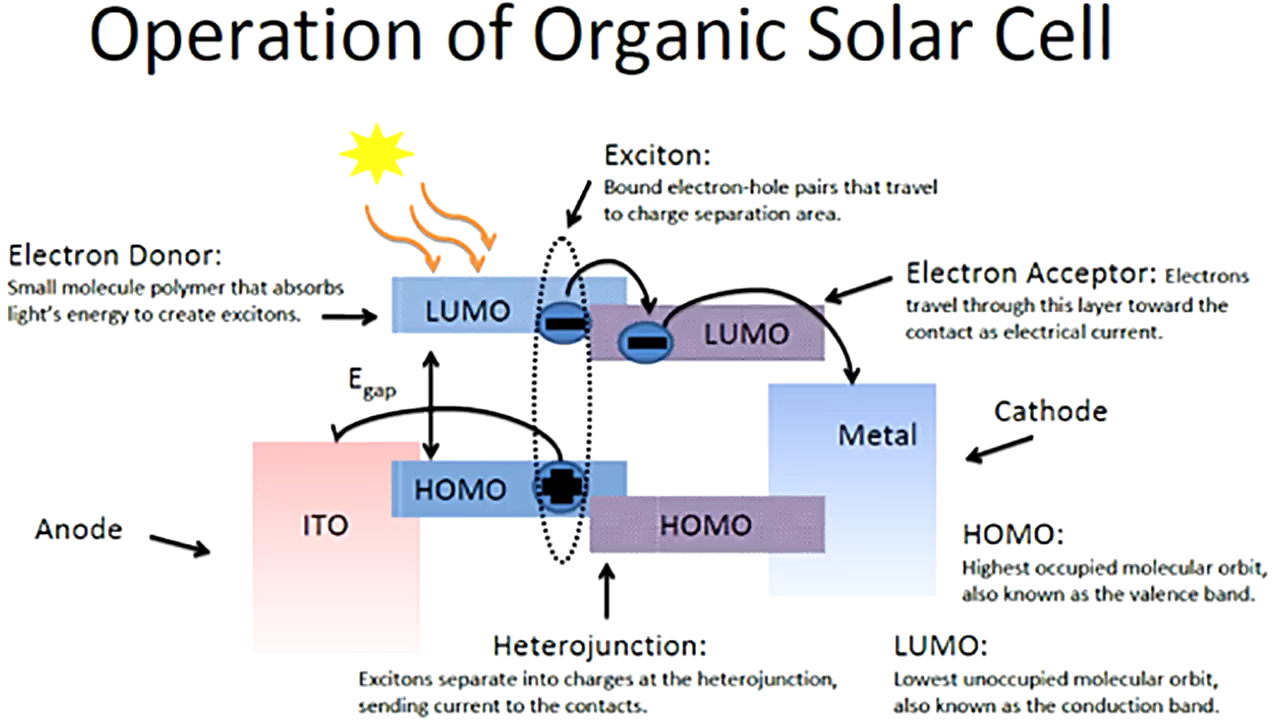 Operation of Organic Solar Cell
Exciton:
Bound electron-hole pairs that travel
to charge separation area.
Electron Donor:
Small molecule polymer that absorbs
light's energy to create excitons.
Electron Acceptor: Electrons
travel through this layer toward the
contact as electrical current.
LUMO
LUMO
Egap
Cathode
Metal
HOMO
HOMO
ITO
Anode
HOMO:
Highest occupied molecular orbit,
also known as the valence band.
Heterojunction:
Excitons separate into charges at the heterojunction,
sending current to the contacts.
LUMO:
Lowest unoccupied molecular orbit,
also known as the conduction band.